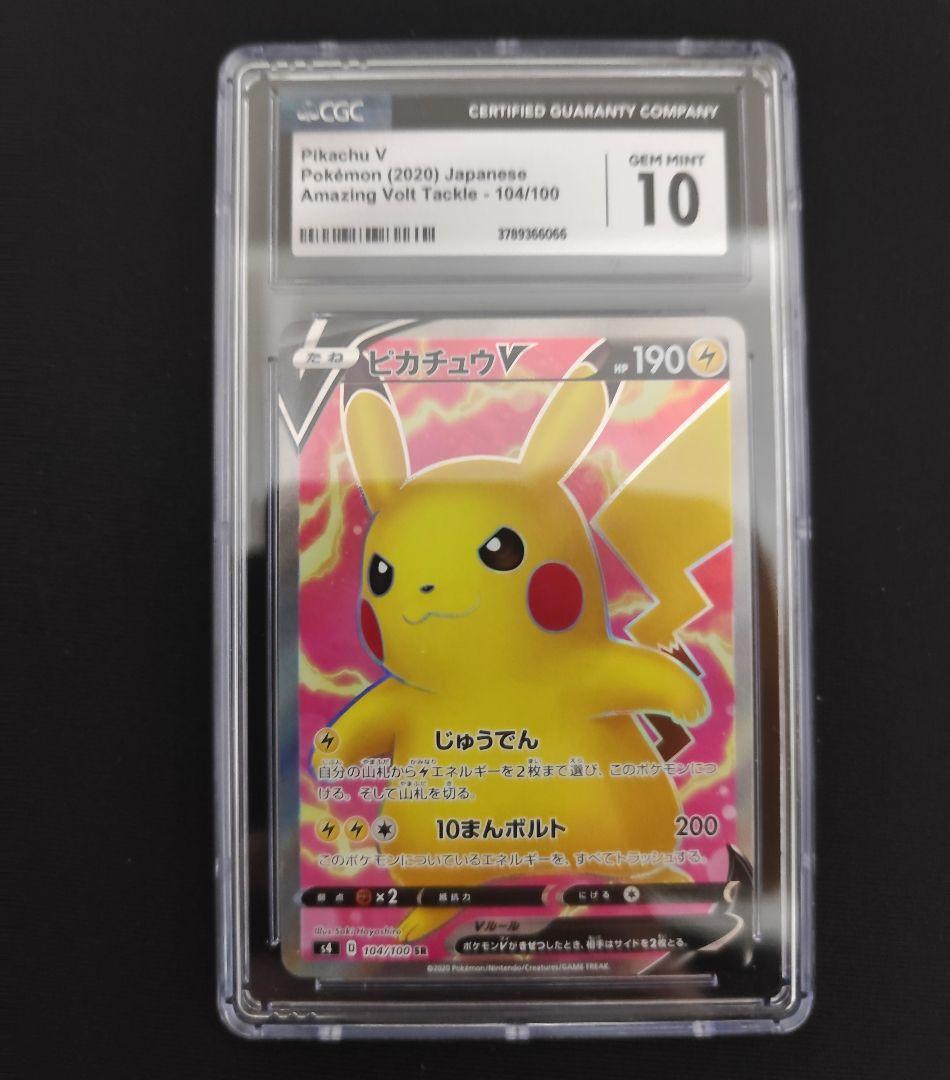 CGC
CERTIFIED GUARANTY COMPANY
Pikachu V
Pokémon (2020) Japanese
Amazing Volt Tackle - 104/100
GEM MINT
10
3789366066
たね
ピカチュウV
HP 190
じゅうでん
自分の山札からエネルギーを2枚まで選び、このポケモンにつ
ける。そして山札を切る。
10まんボルト 200
このポケモンについているエネルギーを、すべてトラッシュする。
弱点 ×2 抵抗力 にげる
Illus. Saki Hayashiro
Vルール
s4 D 104/100 SR
ポケモンVがきぜつしたとき、相手はサイドを2枚とる。
©2020 Pokémon/Nintendo/Creatures/GAME FREAK.